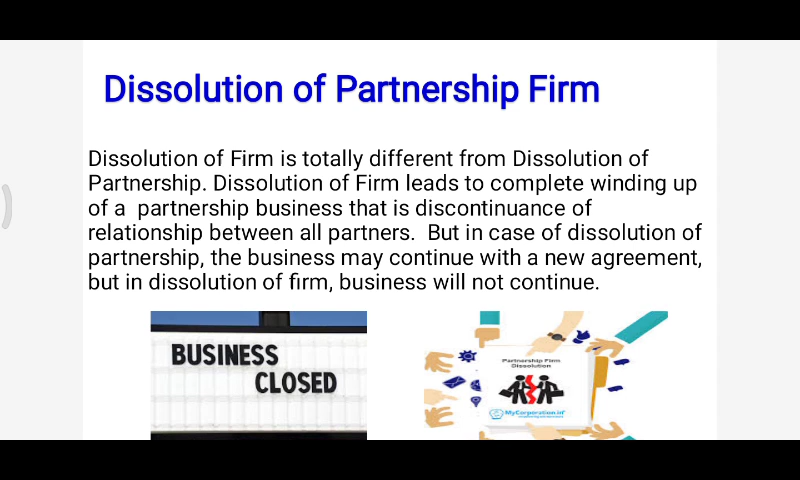 Dissolution of Partnership Firm
Dissolution of Firm is totally different from Dissolution of
Partnership. Dissolution of Firm leads to complete winding up
of a  partnership business that is discontinuance of
relationship between all partners.  But in case of dissolution of
partnership, the business may continue with a new agreement,
but in dissolution of firm, business will not continue.
BUSINESS
CLOSED
Partnership Firm
Dissolution
MyCorporation.in